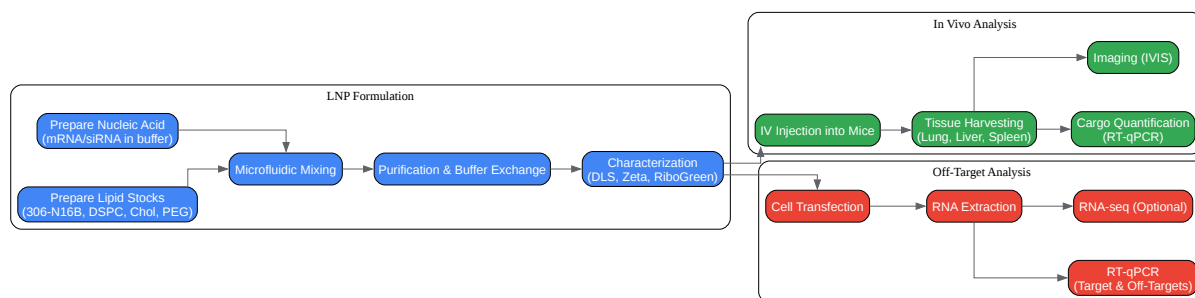 LNP Formulation
Prepare Nucleic Acid
(mRNA/siRNA in buffer)
Prepare Lipid Stocks
(306-N16B, DSPC, Chol, PEG)
Microfluidic Mixing
Purification & Buffer Exchange
Characterization
(DLS, Zeta, RiboGreen)
In Vivo Analysis
IV Injection into Mice
Tissue Harvesting
(Lung, Liver, Spleen)
Imaging (IVIS)
Cargo Quantification
(RT-qPCR)
Off-Target Analysis
Cell Transfection
RNA Extraction
RNA-seq (Optional)
RT-qPCR
(Target & Off-Targets)